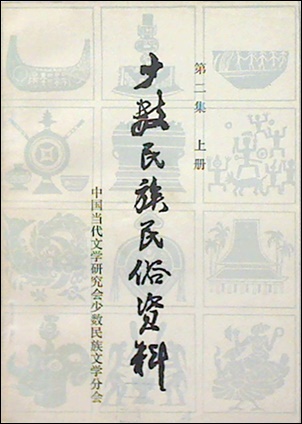 第二集 上册
少数民族民俗资料
中国当代文学研究会少数民族文学分会